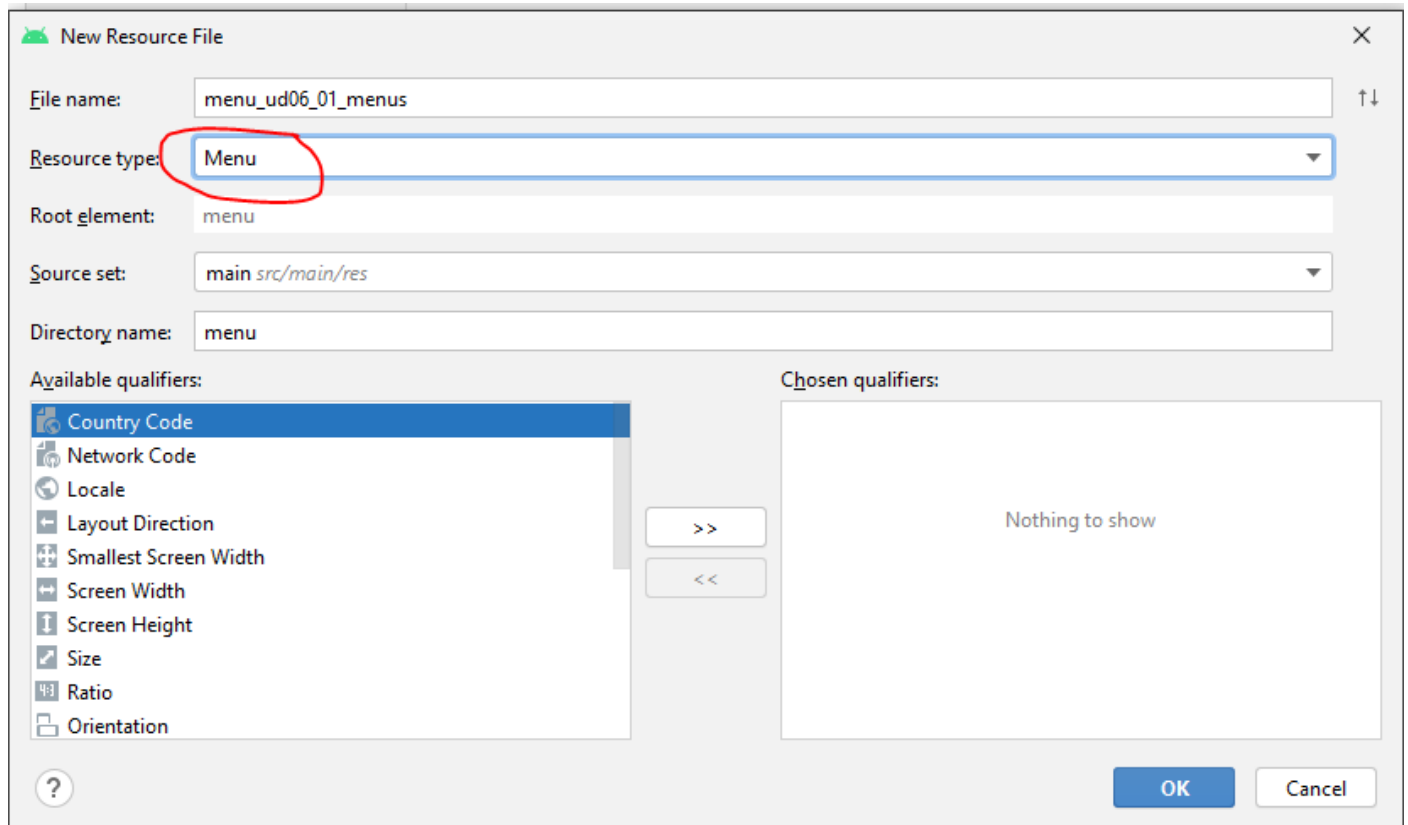 New Resource File
File name: menu_ud06_01_menus
Resource type: Menu
Root element: menu
Source set: main src/main/res
Directory name: menu
Available qualifiers:
Country Code
Network Code
Locale
Layout Direction
Smallest Screen Width
Screen Width
Screen Height
Size
Ratio
Orientation
>>
<<
Chosen qualifiers:
Nothing to show
?
OK Cancel